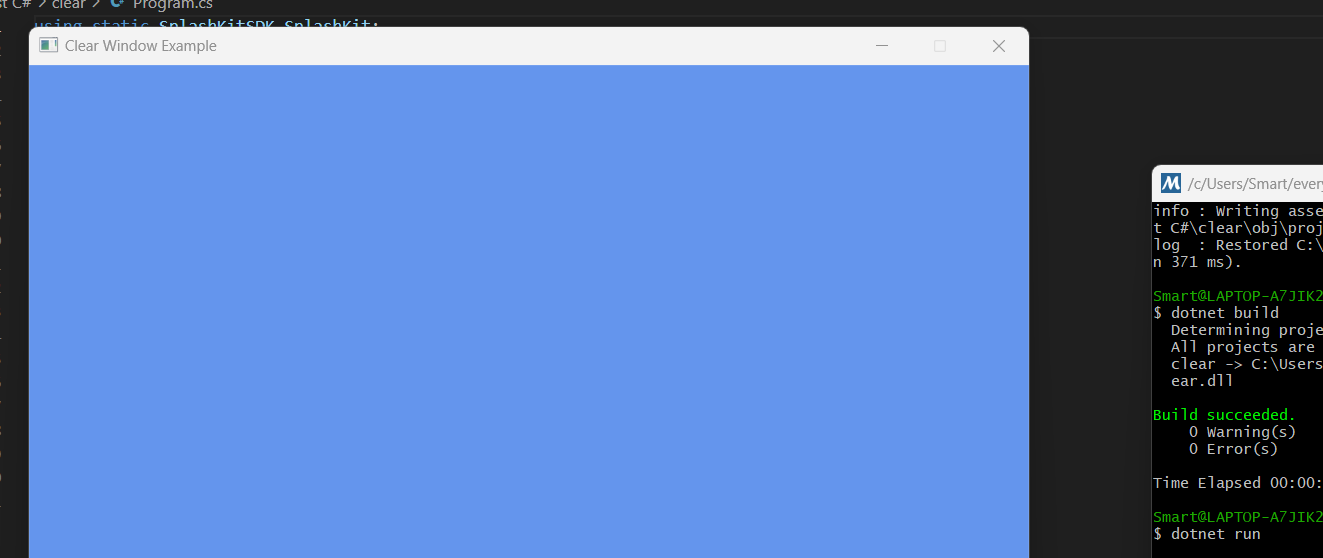 st C# > clear > Program.cs
using static SplashKitSDK.SplashKit;
Clear Window Example
/c/Users/Smart/every
info : Writing asse
t C#\clear\obj\proj
log  : Restored C:\
n 371 ms).
Smart@LAPTOP-A7JIK2
$ dotnet build
Determining proje
All projects are
clear -> C:\Users
ear.dll
Build succeeded.
0 Warning(s)
0 Error(s)
Time Elapsed 00:00:
Smart@LAPTOP-A7JIK2
$ dotnet run